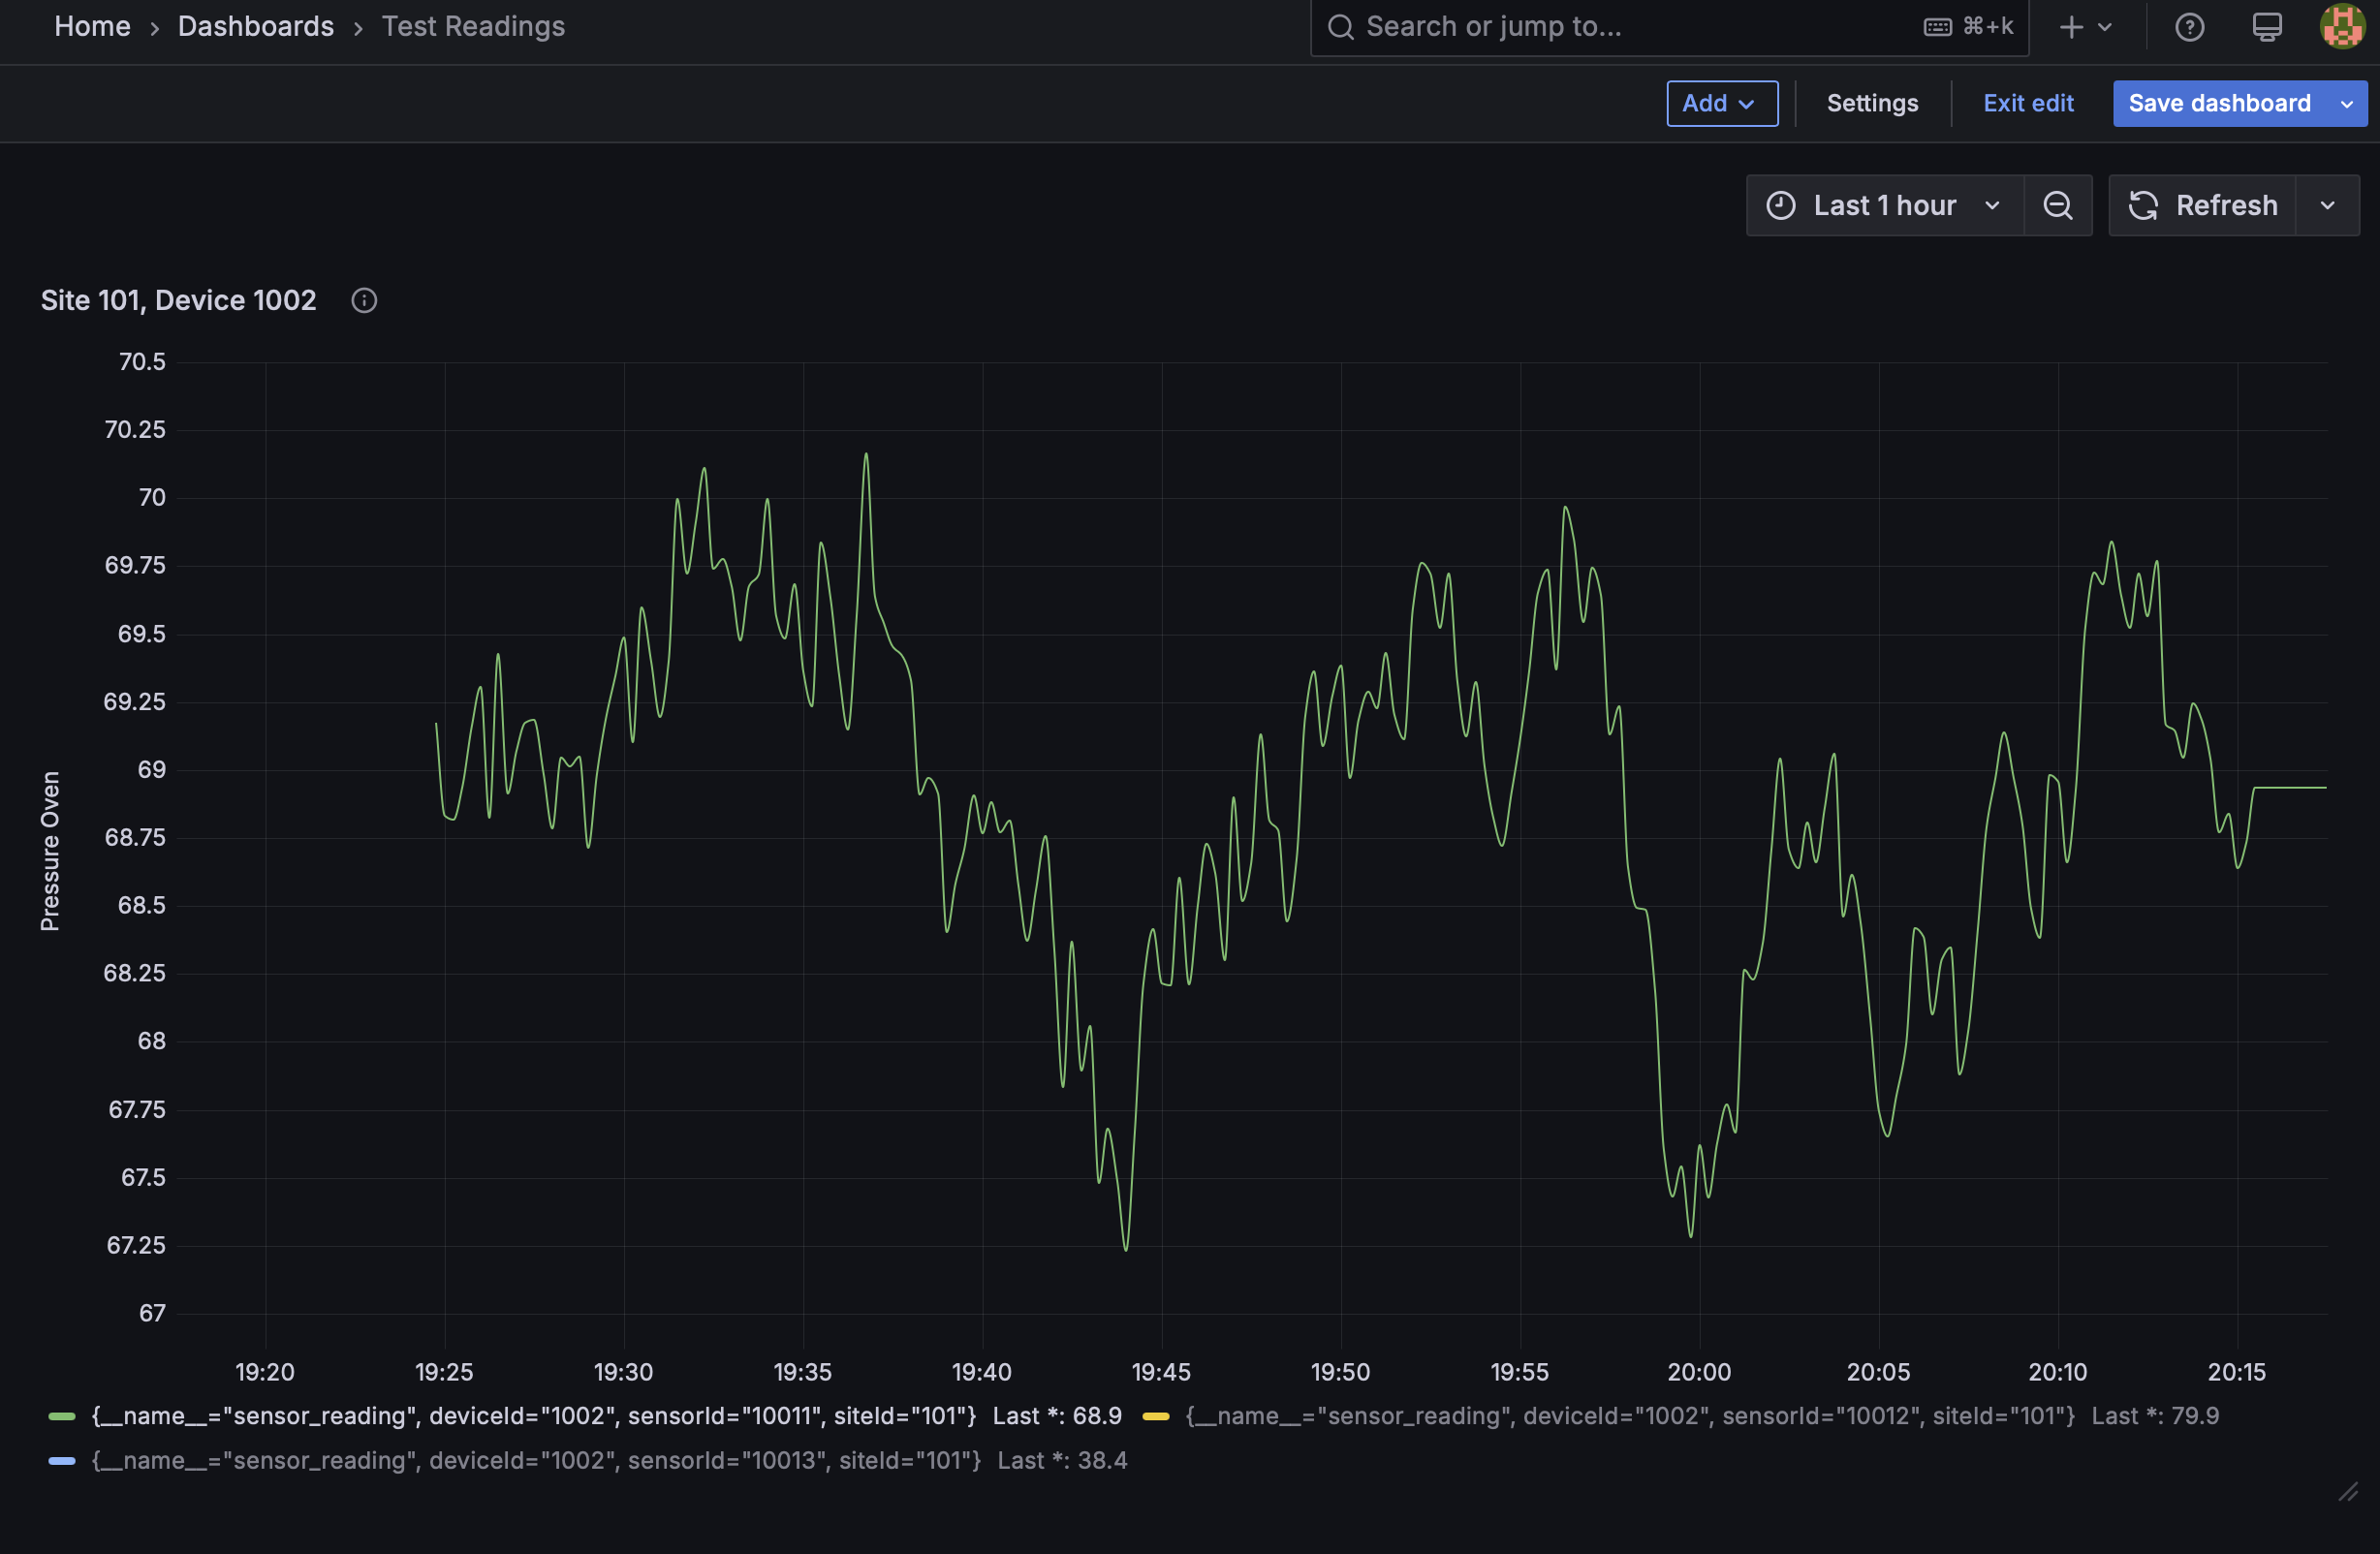 Home > Dashboards > Test Readings
Search or jump to...
⌘+k
Add
Settings
Exit edit
Save dashboard
Last 1 hour
Refresh
Site 101, Device 1002
70.5
70.25
70
69.75
69.5
69.25
69
68.75
68.5
68.25
68
67.75
67.5
67.25
67
Pressure Oven
19:20 19:25 19:30 19:35 19:40 19:45 19:50 19:55 20:00 20:05 20:10 20:15
{__name__="sensor_reading", deviceId="1002", sensorId="10011", siteId="101"} Last *: 68.9
{__name__="sensor_reading", deviceId="1002", sensorId="10012", siteId="101"} Last *: 79.9
{__name__="sensor_reading", deviceId="1002", sensorId="10013", siteId="101"} Last *: 38.4